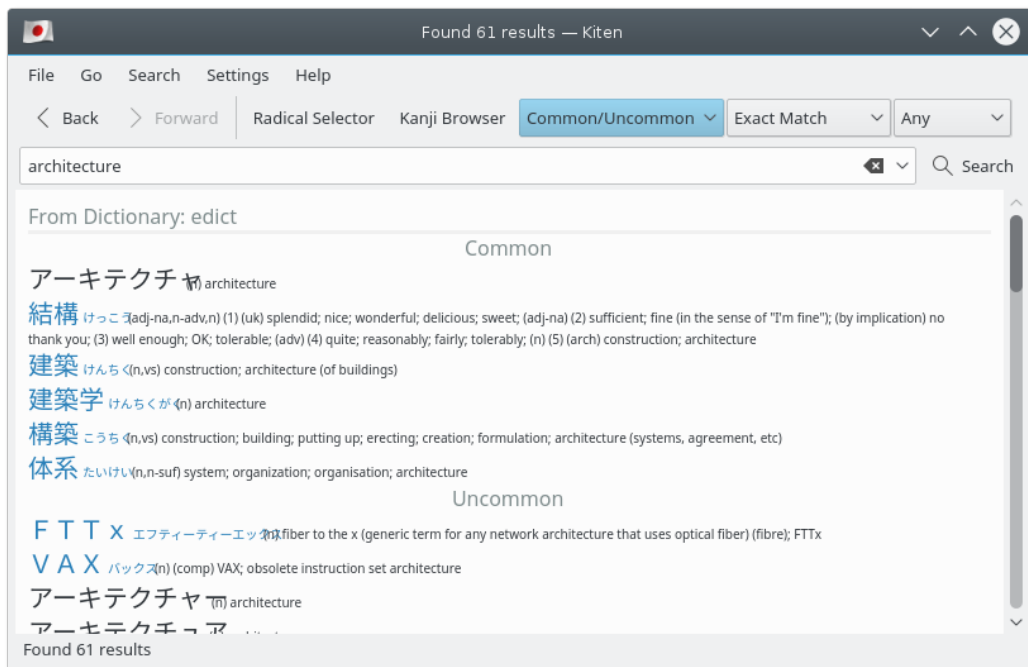 Found 61 results — Kiten
File Go Search Settings Help
Back Forward Radical Selector Kanji Browser Common/Uncommon Exact Match Any
architecture Search
From Dictionary: edict
Common
アーキテクチャ (n) architecture
結構 けっこう (adj-na,n-adv,n) (1) (uk) splendid; nice; wonderful; delicious; sweet; (adj-na) (2) sufficient; fine (in the sense of "I'm fine"); (by implication) no
thank you; (3) well enough; OK; tolerable; (adv) (4) quite; reasonably; fairly; tolerably; (n) (5) (arch) construction; architecture
建築 けんちく (n,vs) construction; architecture (of buildings)
建築学 けんちくがく (n) architecture
構築 こうちく (n,vs) construction; building; putting up; erecting; creation; formulation; architecture (systems, agreement, etc)
体系 たいけい (n,n-suf) system; organization; organisation; architecture
Uncommon
ＦＴＴｘ エフティーティーエックス (n) fiber to the x (generic term for any network architecture that uses optical fiber) (fibre); FTTx
ＶＡＸ バックス (n) (comp) VAX; obsolete instruction set architecture
アーキテクチャー (n) architecture
アーキテクチュア
Found 61 results